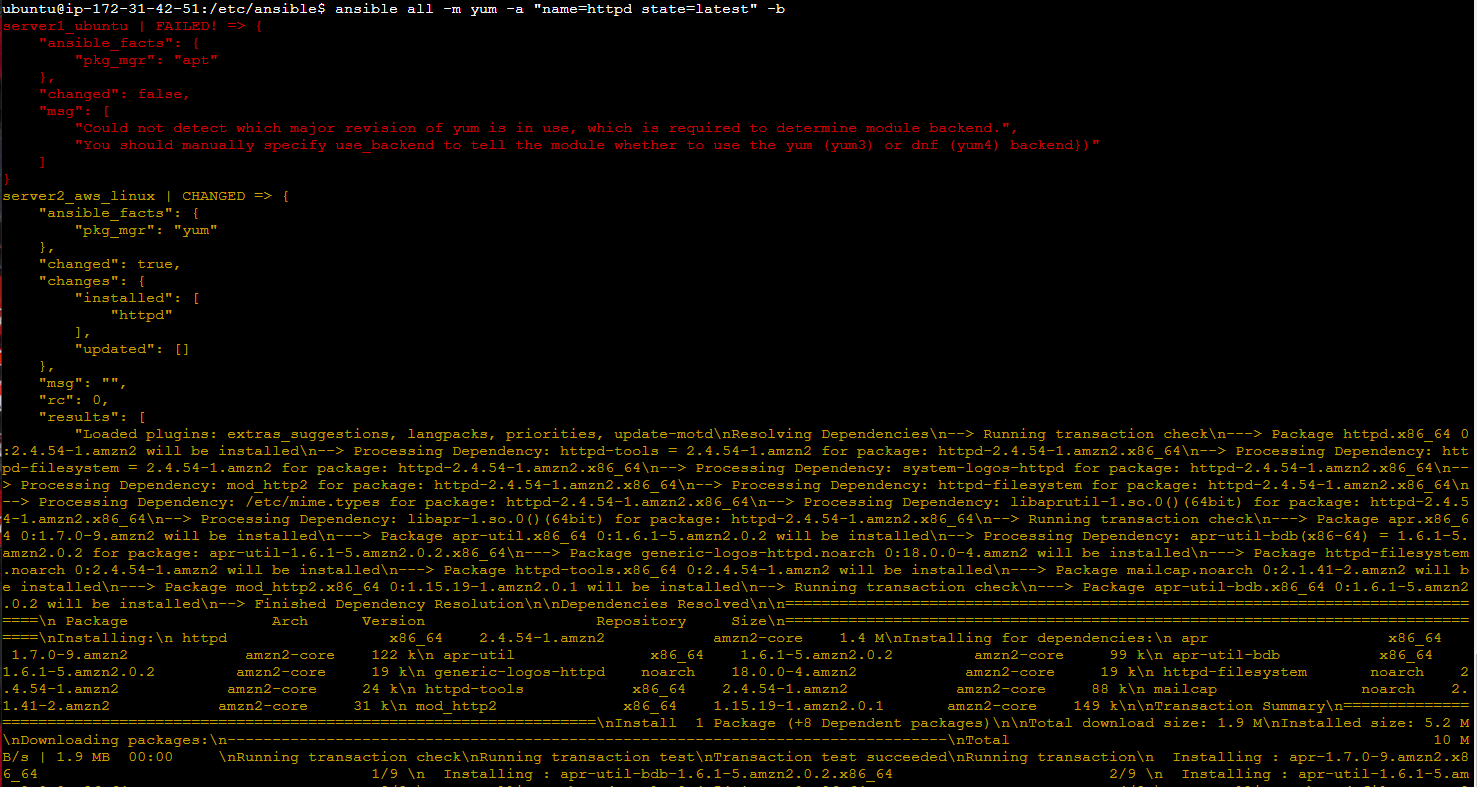 ubuntu@ip-172-31-42-51:/etc/ansible$ ansible all -m yum -a "name=httpd state=latest" -b
server1_ubuntu | FAILED! => {
    "ansible_facts": {
        "pkg_mgr": "apt"
    },
    "changed": false,
    "msg": [
        "Could not detect which major revision of yum is in use, which is required to determine module backend.",
        "You should manually specify use_backend to tell the module whether to use the yum (yum3) or dnf (yum4) backend})"
    ]
}
server2_aws_linux | CHANGED => {
    "ansible_facts": {
        "pkg_mgr": "yum"
    },
    "changed": true,
    "changes": {
        "installed": [
            "httpd"
        ],
        "updated": []
    },
    "msg": "",
    "rc": 0,
    "results": [
        "Loaded plugins: extras_suggestions, langpacks, priorities, update-motd\nResolving Dependencies\n--> Running transaction check\n---> Package httpd.x86_64 0
:2.4.54-1.amzn2 will be installed\n--> Processing Dependency: httpd-tools = 2.4.54-1.amzn2 for package: httpd-2.4.54-1.amzn2.x86_64\n--> Processing Dependency: htt
pd-filesystem = 2.4.54-1.amzn2 for package: httpd-2.4.54-1.amzn2.x86_64\n--> Processing Dependency: system-logos-httpd for package: httpd-2.4.54-1.amzn2.x86_64\n--
> Processing Dependency: mod_http2 for package: httpd-2.4.54-1.amzn2.x86_64\n--> Processing Dependency: httpd-filesystem for package: httpd-2.4.54-1.amzn2.x86_64\n
--> Processing Dependency: /etc/mime.types for package: httpd-2.4.54-1.amzn2.x86_64\n--> Processing Dependency: libaprutil-1.so.0()(64bit) for package: httpd-2.4.5
4-1.amzn2.x86_64\n--> Processing Dependency: libapr-1.so.0()(64bit) for package: httpd-2.4.54-1.amzn2.x86_64\n--> Running transaction check\n---> Package apr.x86_6
4 0:1.7.0-9.amzn2 will be installed\n---> Package apr-util.x86_64 0:1.6.1-5.amzn2.0.2 will be installed\n--> Processing Dependency: apr-util-bdb(x86-64) = 1.6.1-5.
amzn2.0.2 for package: apr-util-1.6.1-5.amzn2.0.2.x86_64\n---> Package generic-logos-httpd.noarch 0:18.0.0-4.amzn2 will be installed\n---> Package httpd-filesystem
.noarch 0:2.4.54-1.amzn2 will be installed\n---> Package httpd-tools.x86_64 0:2.4.54-1.amzn2 will be installed\n---> Package mailcap.noarch 0:2.1.41-2.amzn2 will b
e installed\n---> Package mod_http2.x86_64 0:1.15.19-1.amzn2.0.1 will be installed\n--> Running transaction check\n---> Package apr-util-bdb.x86_64 0:1.6.1-5.amzn2
.0.2 will be installed\n--> Finished Dependency Resolution\n\nDependencies Resolved\n\n============================================================================
====\n Package                Arch      Version                   Repository     Size\n=====================================================================================
====\nInstalling:\n httpd                  x86_64    2.4.54-1.amzn2            amzn2-core    1.4 M\nInstalling for dependencies:\n apr                    x86_64
 1.7.0-9.amzn2             amzn2-core    122 k\n apr-util               x86_64    1.6.1-5.amzn2.0.2         amzn2-core     99 k\n apr-util-bdb           x86_64
1.6.1-5.amzn2.0.2         amzn2-core     19 k\n generic-logos-httpd    noarch    18.0.0-4.amzn2            amzn2-core     19 k\n httpd-filesystem       noarch    2
.4.54-1.amzn2            amzn2-core     24 k\n httpd-tools            x86_64    2.4.54-1.amzn2            amzn2-core     88 k\n mailcap                noarch    2.
1.41-2.amzn2            amzn2-core     31 k\n mod_http2              x86_64    1.15.19-1.amzn2.0.1       amzn2-core    149 k\n\nTransaction Summary\n==============
==================================================================\nInstall  1 Package (+8 Dependent packages)\n\nTotal download size: 1.9 M\nInstalled size: 5.2 M
\nDownloading packages:\n--------------------------------------------------------------------------------\nTotal                                               10 M
B/s | 1.9 MB  00:00     \nRunning transaction check\nRunning transaction test\nTransaction test succeeded\nRunning transaction\n  Installing : apr-1.7.0-9.amzn2.x8
6_64                                     1/9 \n  Installing : apr-util-bdb-1.6.1-5.amzn2.0.2.x86_64                        2/9 \n  Installing : apr-util-1.6.1-5.am